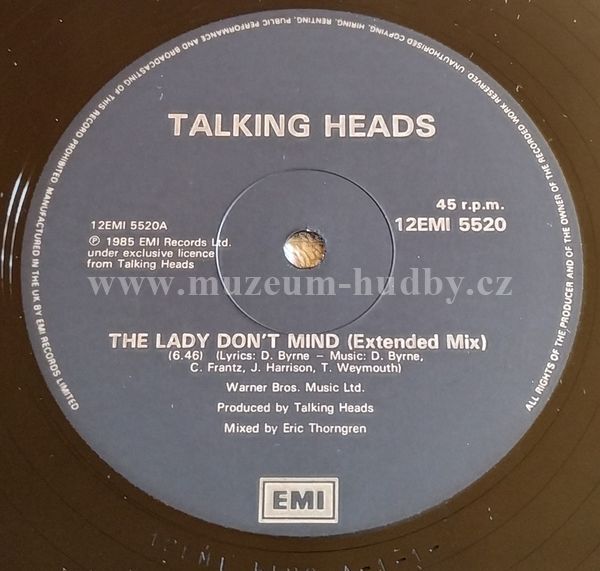 MANUFACTURED IN THE UK BY EMI RECORDS LIMITED
ALL RIGHTS OF THE PRODUCER AND OF THE OWNER OF THE RECORDED WORK RESERVED UNAUTHORISED COPYING, HIRING, RENTING, PUBLIC PERFORMANCE AND BROADCASTING OF THIS RECORD PROHIBITED
TALKING HEADS
45 r.p.m.
12EMI 5520A
12EMI 5520
℗ 1985 EMI Records Ltd.
under exclusive licence
from Talking Heads
www.muzeum-hudby.cz
THE LADY DON'T MIND (Extended Mix)
(6.46) (Lyrics: D. Byrne – Music: D. Byrne,
C. Frantz, J. Harrison, T. Weymouth)
Warner Bros. Music Ltd.
Produced by Talking Heads
Mixed by Eric Thorngren
EMI